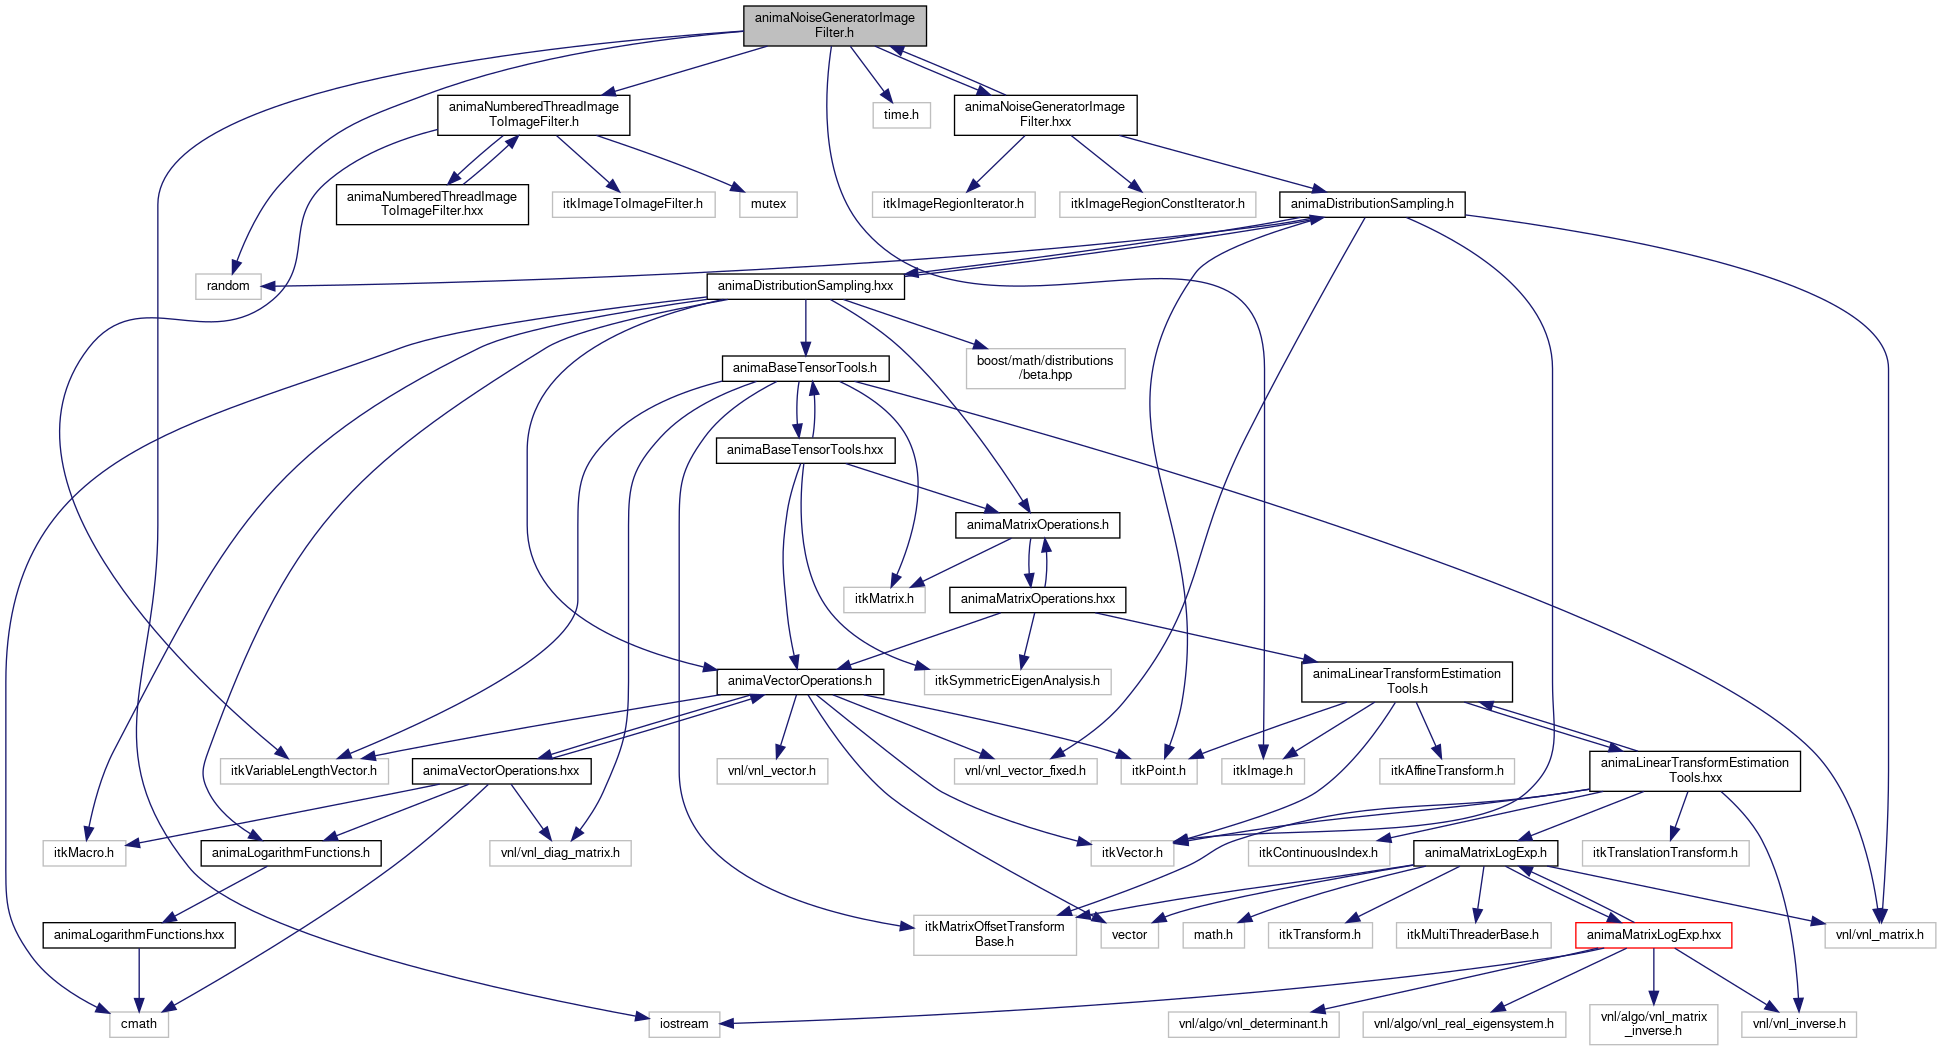 animaNoiseGeneratorImage
Filter.h
animaNumberedThreadImage
ToImageFilter.h
time.h
animaNoiseGeneratorImage
Filter.hxx
animaNumberedThreadImage
ToImageFilter.hxx
itkImageToImageFilter.h
mutex
itkImageRegionIterator.h
itkImageRegionConstIterator.h
animaDistributionSampling.h
random
animaDistributionSampling.hxx
boost/math/distributions
/beta.hpp
animaBaseTensorTools.h
animaBaseTensorTools.hxx
animaMatrixOperations.h
itkMatrix.h
animaMatrixOperations.hxx
animaVectorOperations.h
itkSymmetricEigenAnalysis.h
animaLinearTransformEstimation
Tools.h
itkVariableLengthVector.h
animaVectorOperations.hxx
vnl/vnl_vector.h
vnl/vnl_vector_fixed.h
itkPoint.h
itkImage.h
itkAffineTransform.h
animaLinearTransformEstimation
Tools.hxx
itkMacro.h
animaLogarithmFunctions.h
vnl/vnl_diag_matrix.h
itkVector.h
itkContinuousIndex.h
animaMatrixLogExp.h
itkTranslationTransform.h
animaLogarithmFunctions.hxx
itkMatrixOffsetTransform
Base.h
vector
math.h
itkTransform.h
itkMultiThreaderBase.h
animaMatrixLogExp.hxx
vnl/vnl_matrix.h
cmath
iostream
vnl/algo/vnl_determinant.h
vnl/algo/vnl_real_eigensystem.h
vnl/algo/vnl_matrix
_inverse.h
vnl/vnl_inverse.h